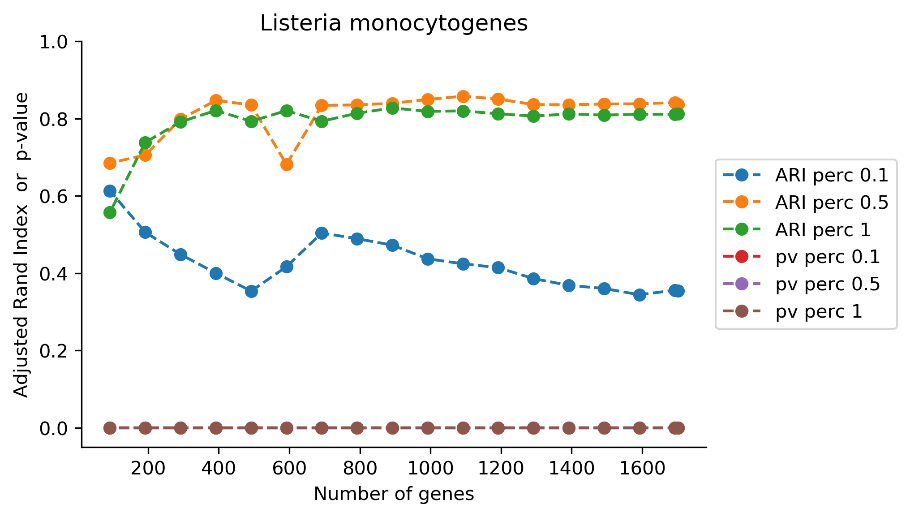 Listeria monocytogenes
1.0
0.8
0.6
0.4
0.2
0.0
Adjusted Rand Index or p-value
200 400 600 800 1000 1200 1400 1600
Number of genes
ARI perc 0.1
ARI perc 0.5
ARI perc 1
pv perc 0.1
pv perc 0.5
pv perc 1